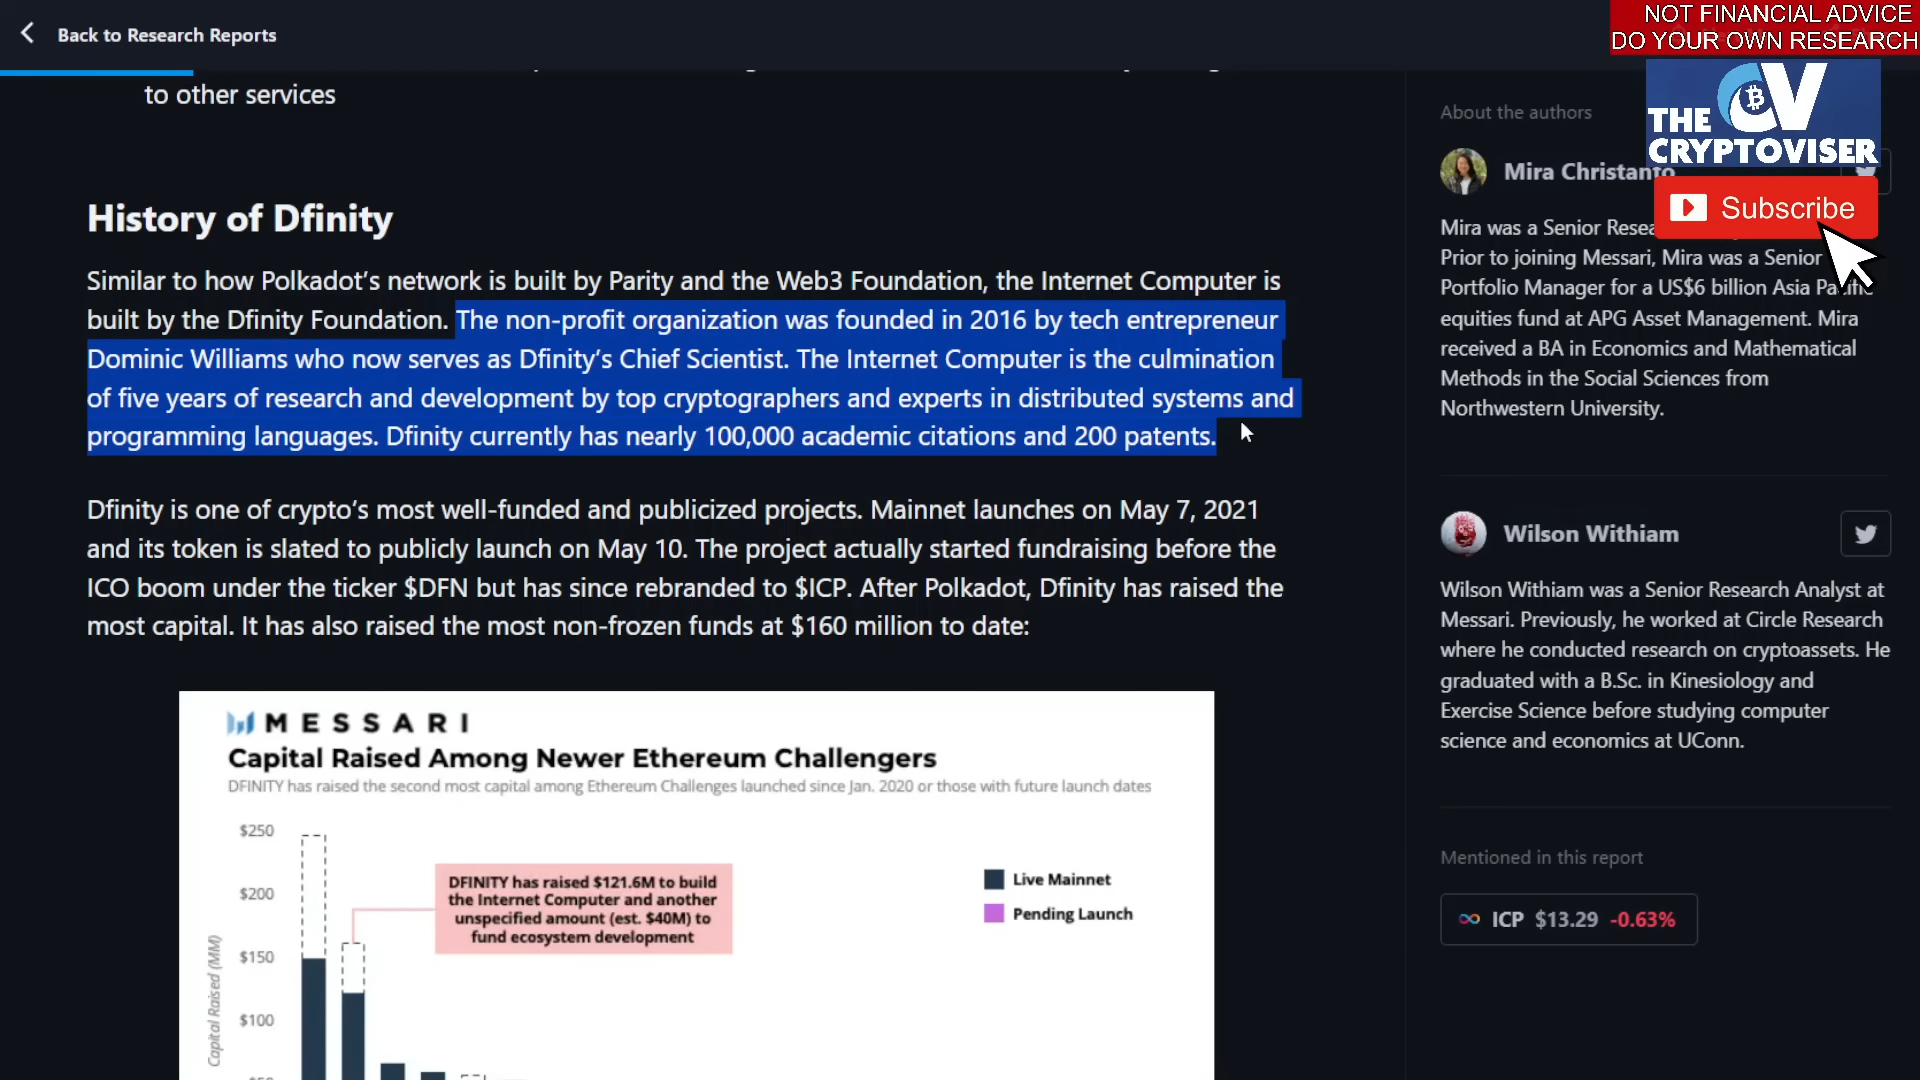 Back to Research Reports
NOT FINANCIAL ADVICE
DO YOUR OWN RESEARCH
to other services
History of Dfinity
Similar to how Polkadot's network is built by Parity and the Web3 Foundation, the Internet Computer is
built by the Dfinity Foundation. The non-profit organization was founded in 2016 by tech entrepreneur
Dominic Williams who now serves as Dfinity's Chief Scientist. The Internet Computer is the culmination
of five years of research and development by top cryptographers and experts in distributed systems and
programming languages. Dfinity currently has nearly 100,000 academic citations and 200 patents.
Dfinity is one of crypto's most well-funded and publicized projects. Mainnet launches on May 7, 2021
and its token is slated to publicly launch on May 10. The project actually started fundraising before the
ICO boom under the ticker $DFN but has since rebranded to $ICP. After Polkadot, Dfinity has raised the
most capital. It has also raised the most non-frozen funds at $160 million to date:
MESSARI
Capital Raised Among Newer Ethereum Challengers
DFINITY has raised the second most capital among Ethereum Challenges launched since Jan. 2020 or those with future launch dates
Capital Raised (MM)
$250
$200
$150
$100
DFINITY has raised $121.6M to build
the Internet Computer and another
unspecified amount (est. $40M) to
fund ecosystem development
Live Mainnet
Pending Launch
About the authors
THE CV
CRYPTOVISER
Subscribe
Mira Christanto
Mira was a Senior
Prior to joining Messari, Mira was a Senior
Portfolio Manager for a US$6 billion Asia Pacific
equities fund at APG Asset Management. Mira
received a BA in Economics and Mathematical
Methods in the Social Sciences from
Northwestern University.
Wilson Withiam
Wilson Withiam was a Senior Research Analyst at
Messari. Previously, he worked at Circle Research
where he conducted research on cryptoassets. He
graduated with a B.Sc. in Kinesiology and
Exercise Science before studying computer
science and economics at UConn.
Mentioned in this report
ICP $13.29 -0.63%